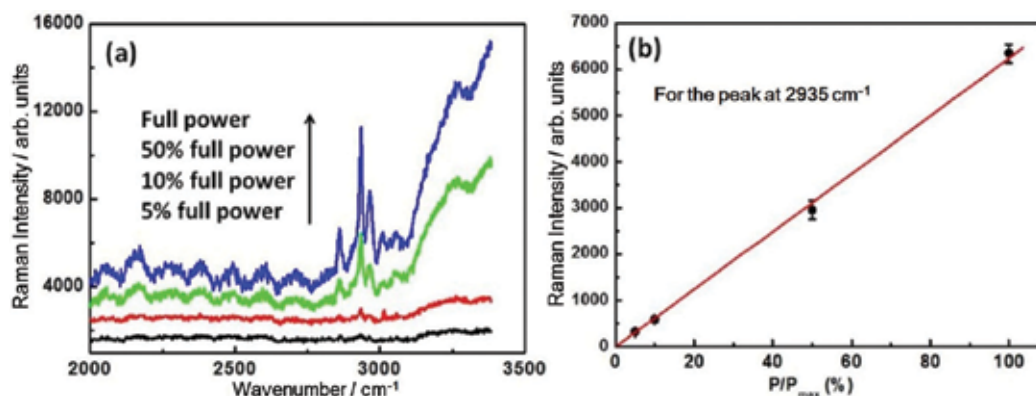 (a)
Full power
50% full power
10% full power
5% full power
16000
12000
8000
4000
2000 2500 3000 3500
Raman Intensity / arb. units
Wavenumber / cm⁻¹
(b)
For the peak at 2935 cm⁻¹
7000
6000
5000
4000
3000
2000
1000
0
0 20 40 60 80 100
Raman Intensity/ arb. units
P/Pmax (%)